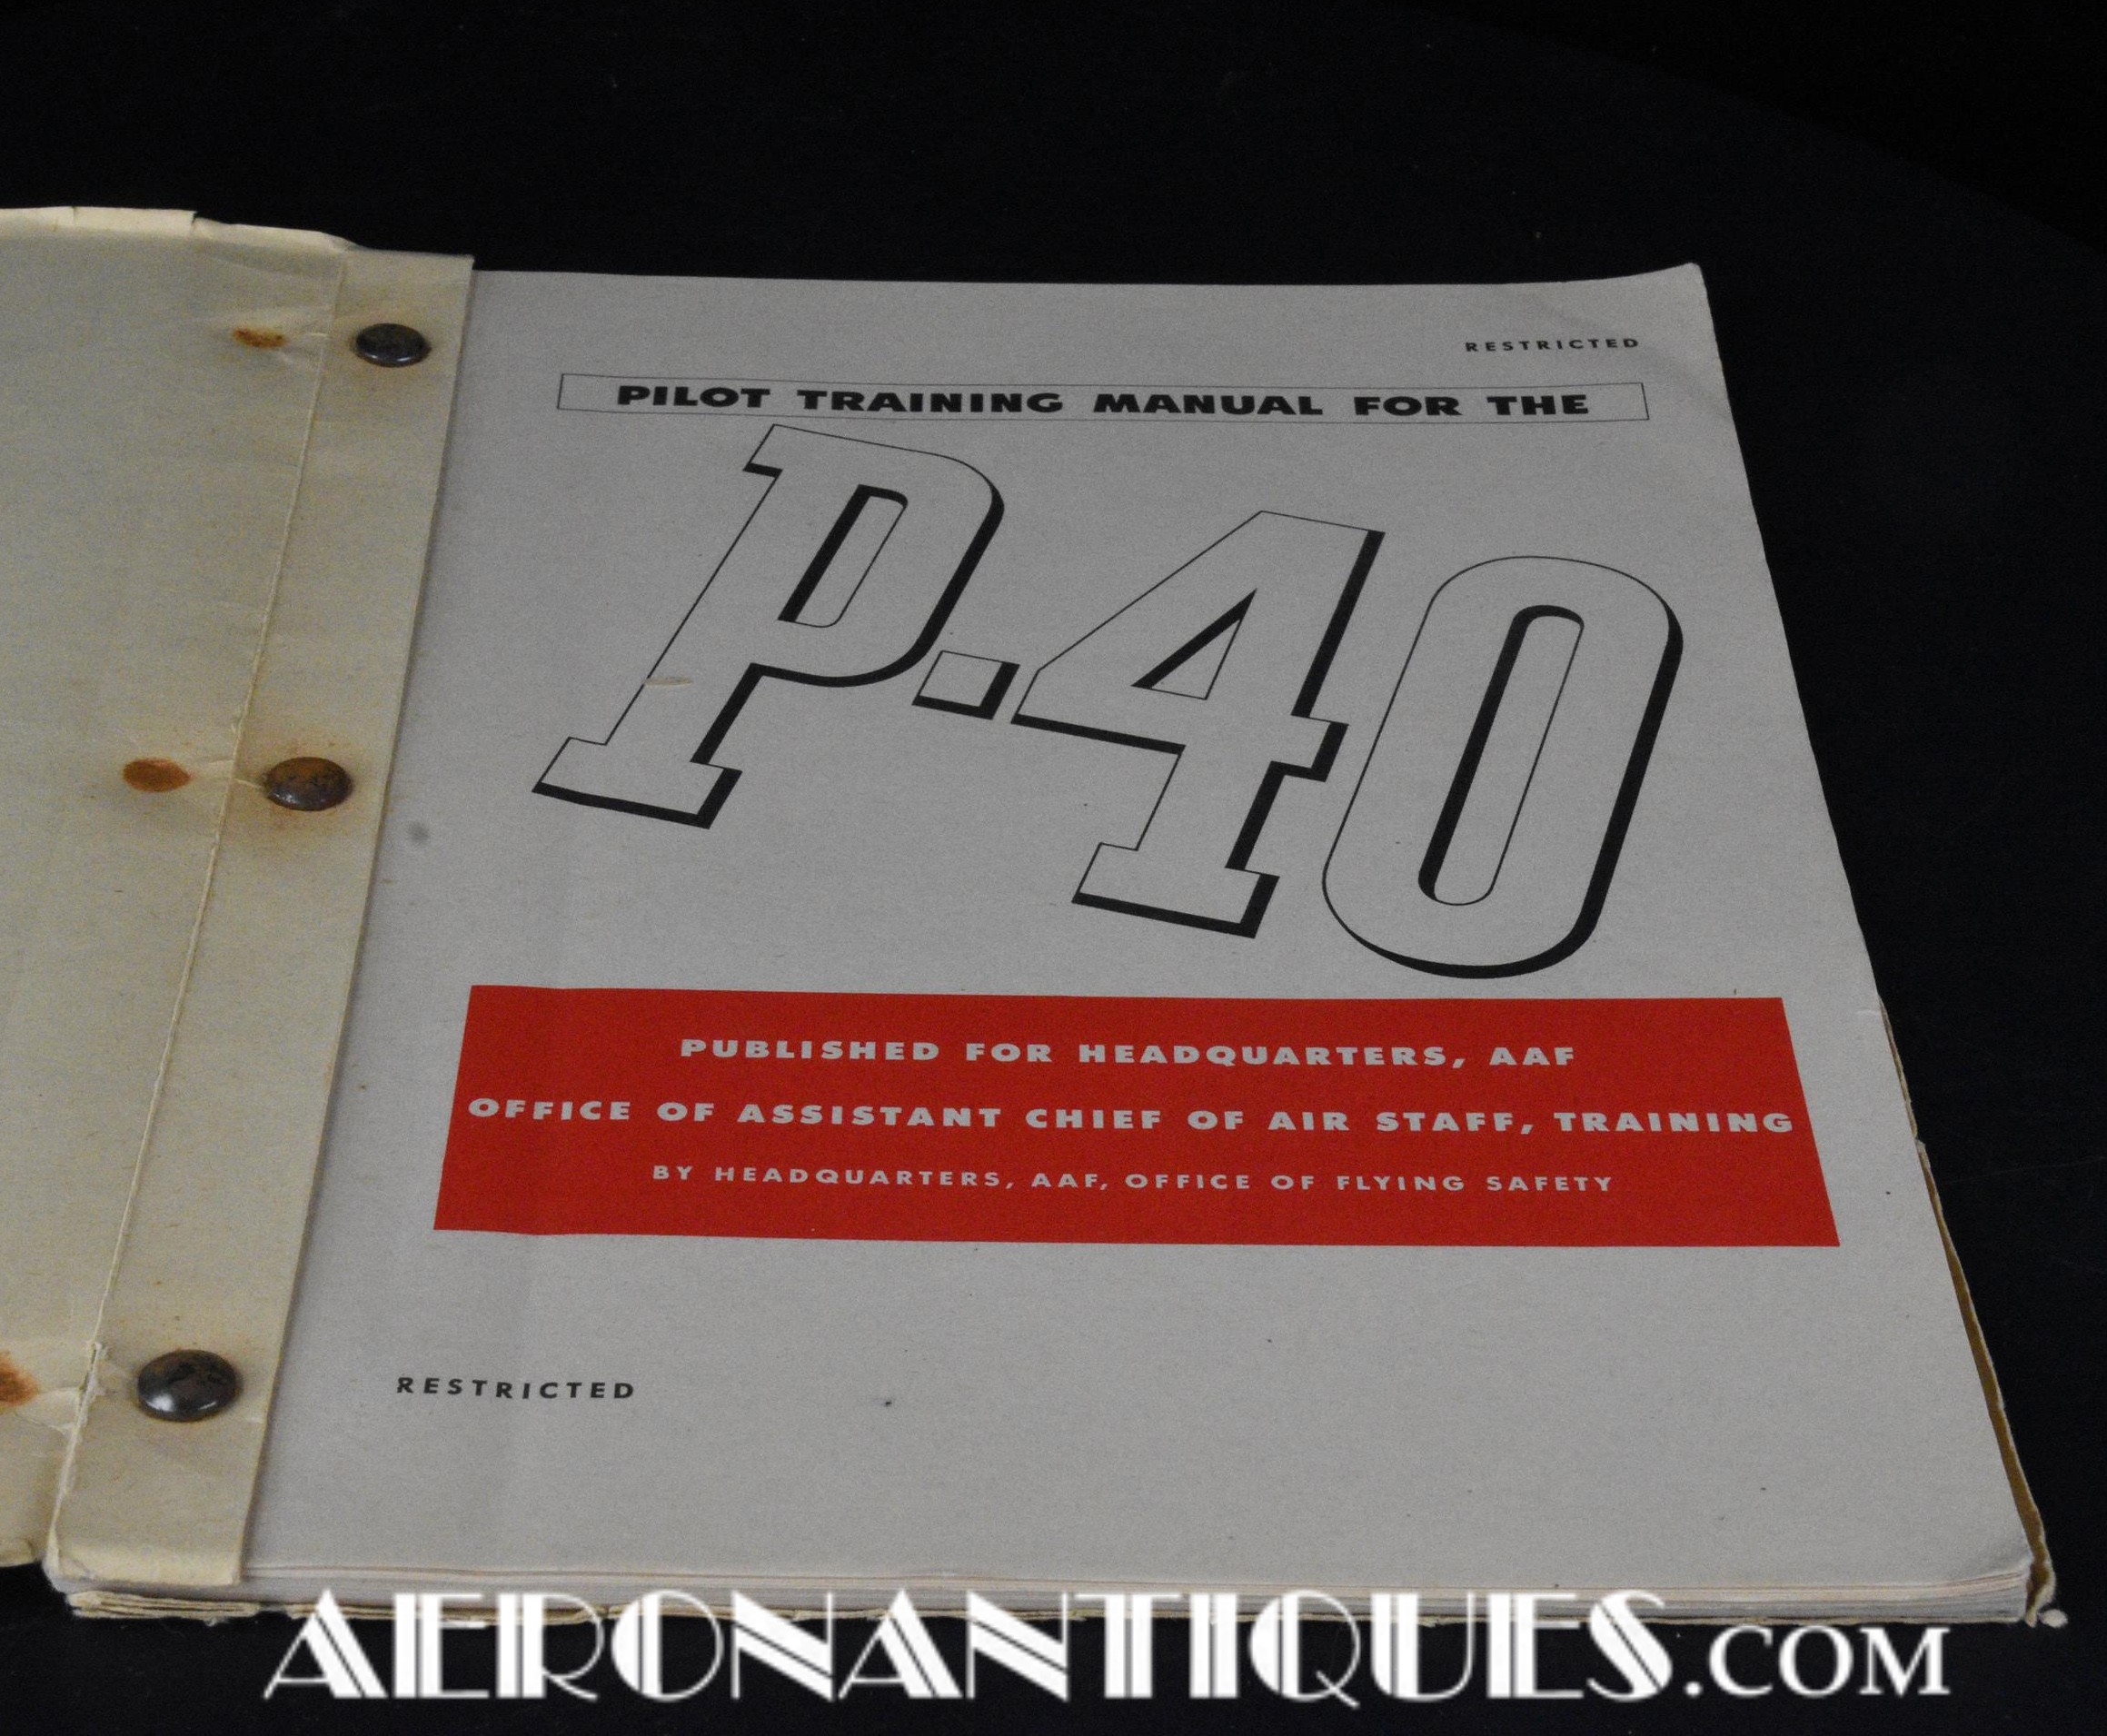 RESTRICTED
PILOT TRAINING MANUAL FOR THE
P-40
PUBLISHED FOR HEADQUARTERS, AAF
OFFICE OF ASSISTANT CHIEF OF AIR STAFF, TRAINING
BY HEADQUARTERS, AAF, OFFICE OF FLYING SAFETY
RESTRICTED
AERONANTIQUES.COM